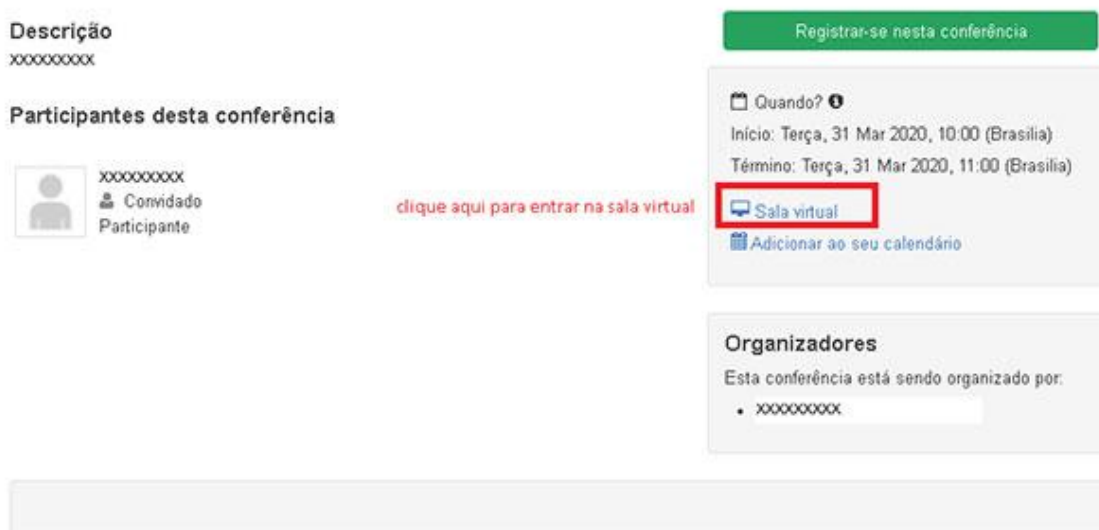 Descrição
xxxxxxxxx
Participantes desta conferência
xxxxxxxxx
Convidado
Participante
clique aqui para entrar na sala virtual
Registrar-se nesta conferência
Quando?
Início: Terça, 31 Mar 2020, 10:00 (Brasilia)
Término: Terça, 31 Mar 2020, 11:00 (Brasilia)
Sala virtual
Adicionar ao seu calendário
Organizadores
Esta conferência está sendo organizado por:
• xxxxxxxxx